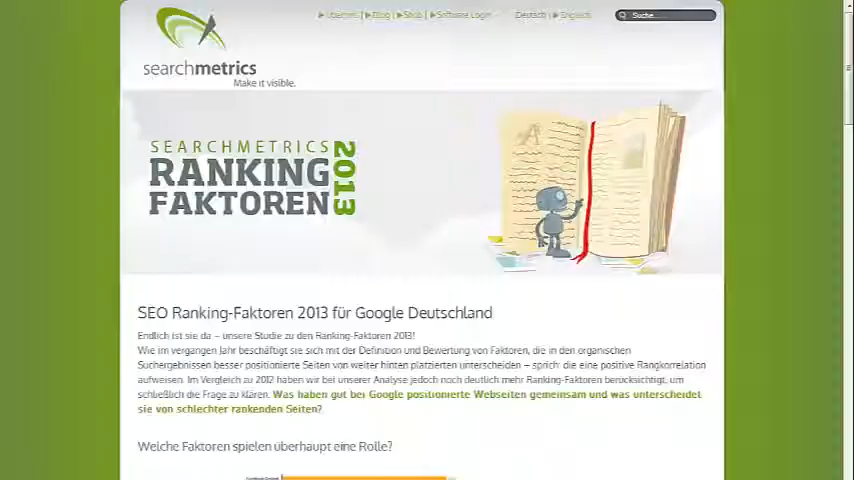 Über uns | Blog | Shop | Software Login
Deutsch | Englisch
Suche...
searchmetrics
Make it visible.
SEARCHMETRICS
RANKING
FAKTOREN
2013
SEO Ranking-Faktoren 2013 für Google Deutschland
Endlich ist sie da – unsere Studie zu den Ranking-Faktoren 2013!
Wie im vergangen Jahr beschäftigt sie sich mit der Definition und Bewertung von Faktoren, die in den organischen
Suchergebnissen besser positionierte Seiten von weiter hinten platzierten unterscheiden – sprich: die eine positive Rangkorrelation
aufweisen. Im Vergleich zu 2012 haben wir bei unserer Analyse jedoch noch deutlich mehr Ranking-Faktoren berücksichtigt, um
schließlich die Frage zu klären. Was haben gut bei Google positionierte Webseiten gemeinsam und was unterscheidet
sie von schlechter rankenden Seiten?
Welche Faktoren spielen überhaupt eine Rolle?